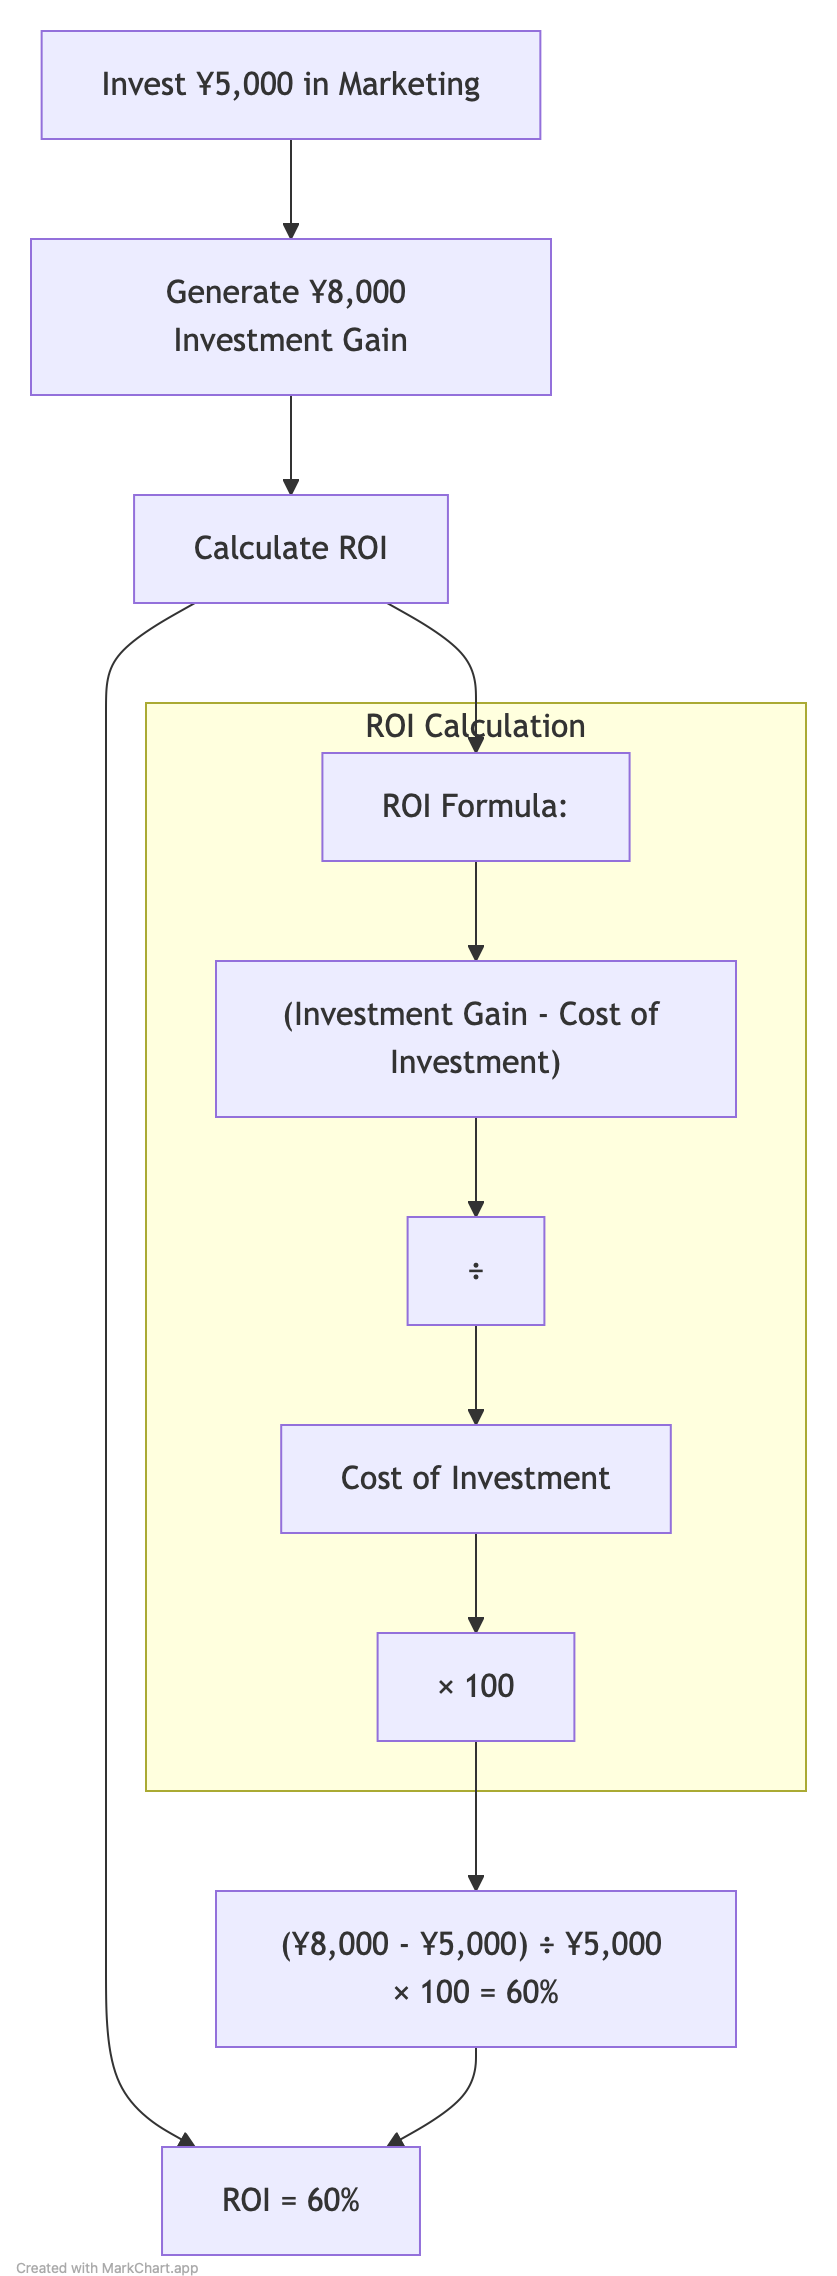 Invest ¥5,000 in Marketing
Generate ¥8,000
Investment Gain
Calculate ROI
ROI Calculation
ROI Formula:
(Investment Gain - Cost of
Investment)
÷
Cost of Investment
× 100
(¥8,000 - ¥5,000) ÷ ¥5,000
× 100 = 60%
ROI = 60%
Created with MarkChart.app